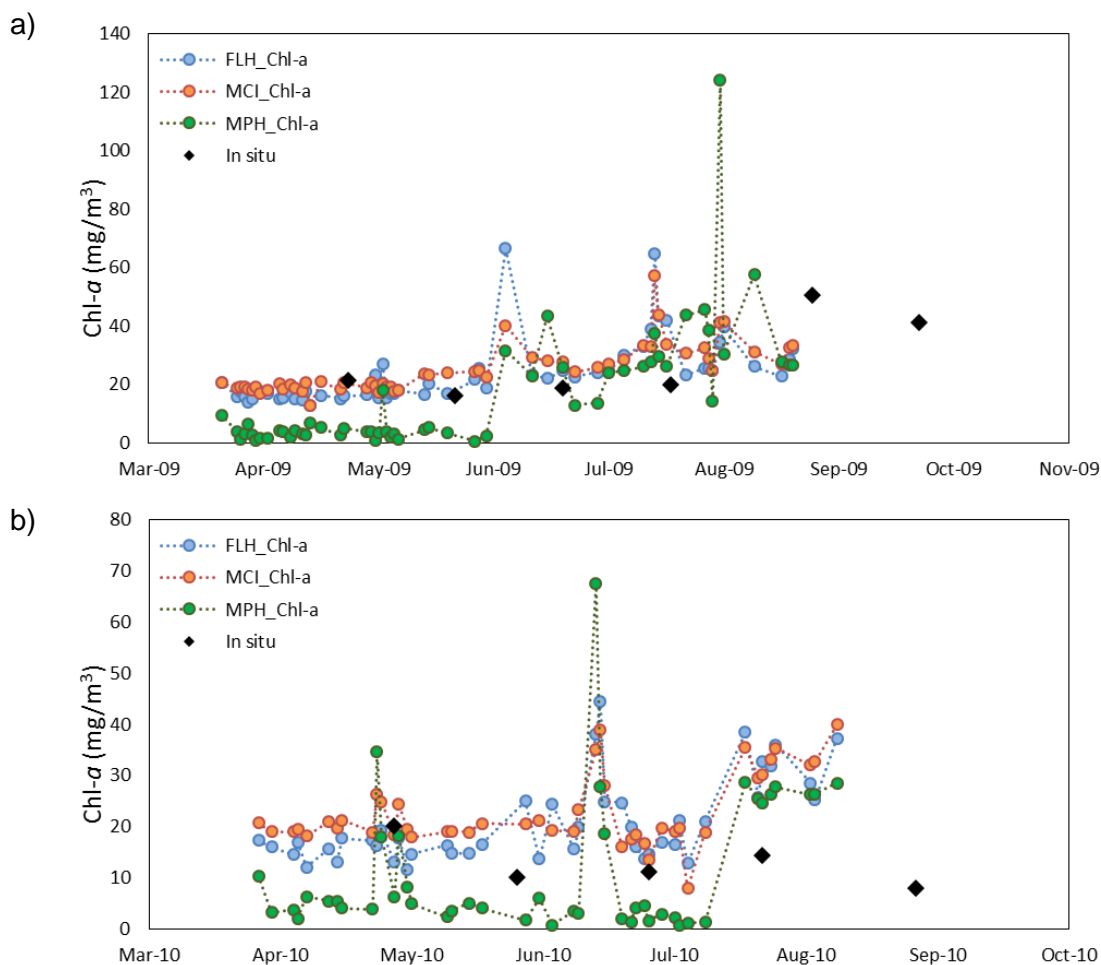 a)
140
120
100
80
60
40
20
0
Chl-a (mg/m³)
FLH_Chl-a
MCI_Chl-a
MPH_Chl-a
In situ
Mar-09 Apr-09 May-09 Jun-09 Jul-09 Aug-09 Sep-09 Oct-09 Nov-09
b)
80
70
60
50
40
30
20
10
0
Chl-a (mg/m³)
FLH_Chl-a
MCI_Chl-a
MPH_Chl-a
In situ
Mar-10 Apr-10 May-10 Jun-10 Jul-10 Aug-10 Sep-10 Oct-10